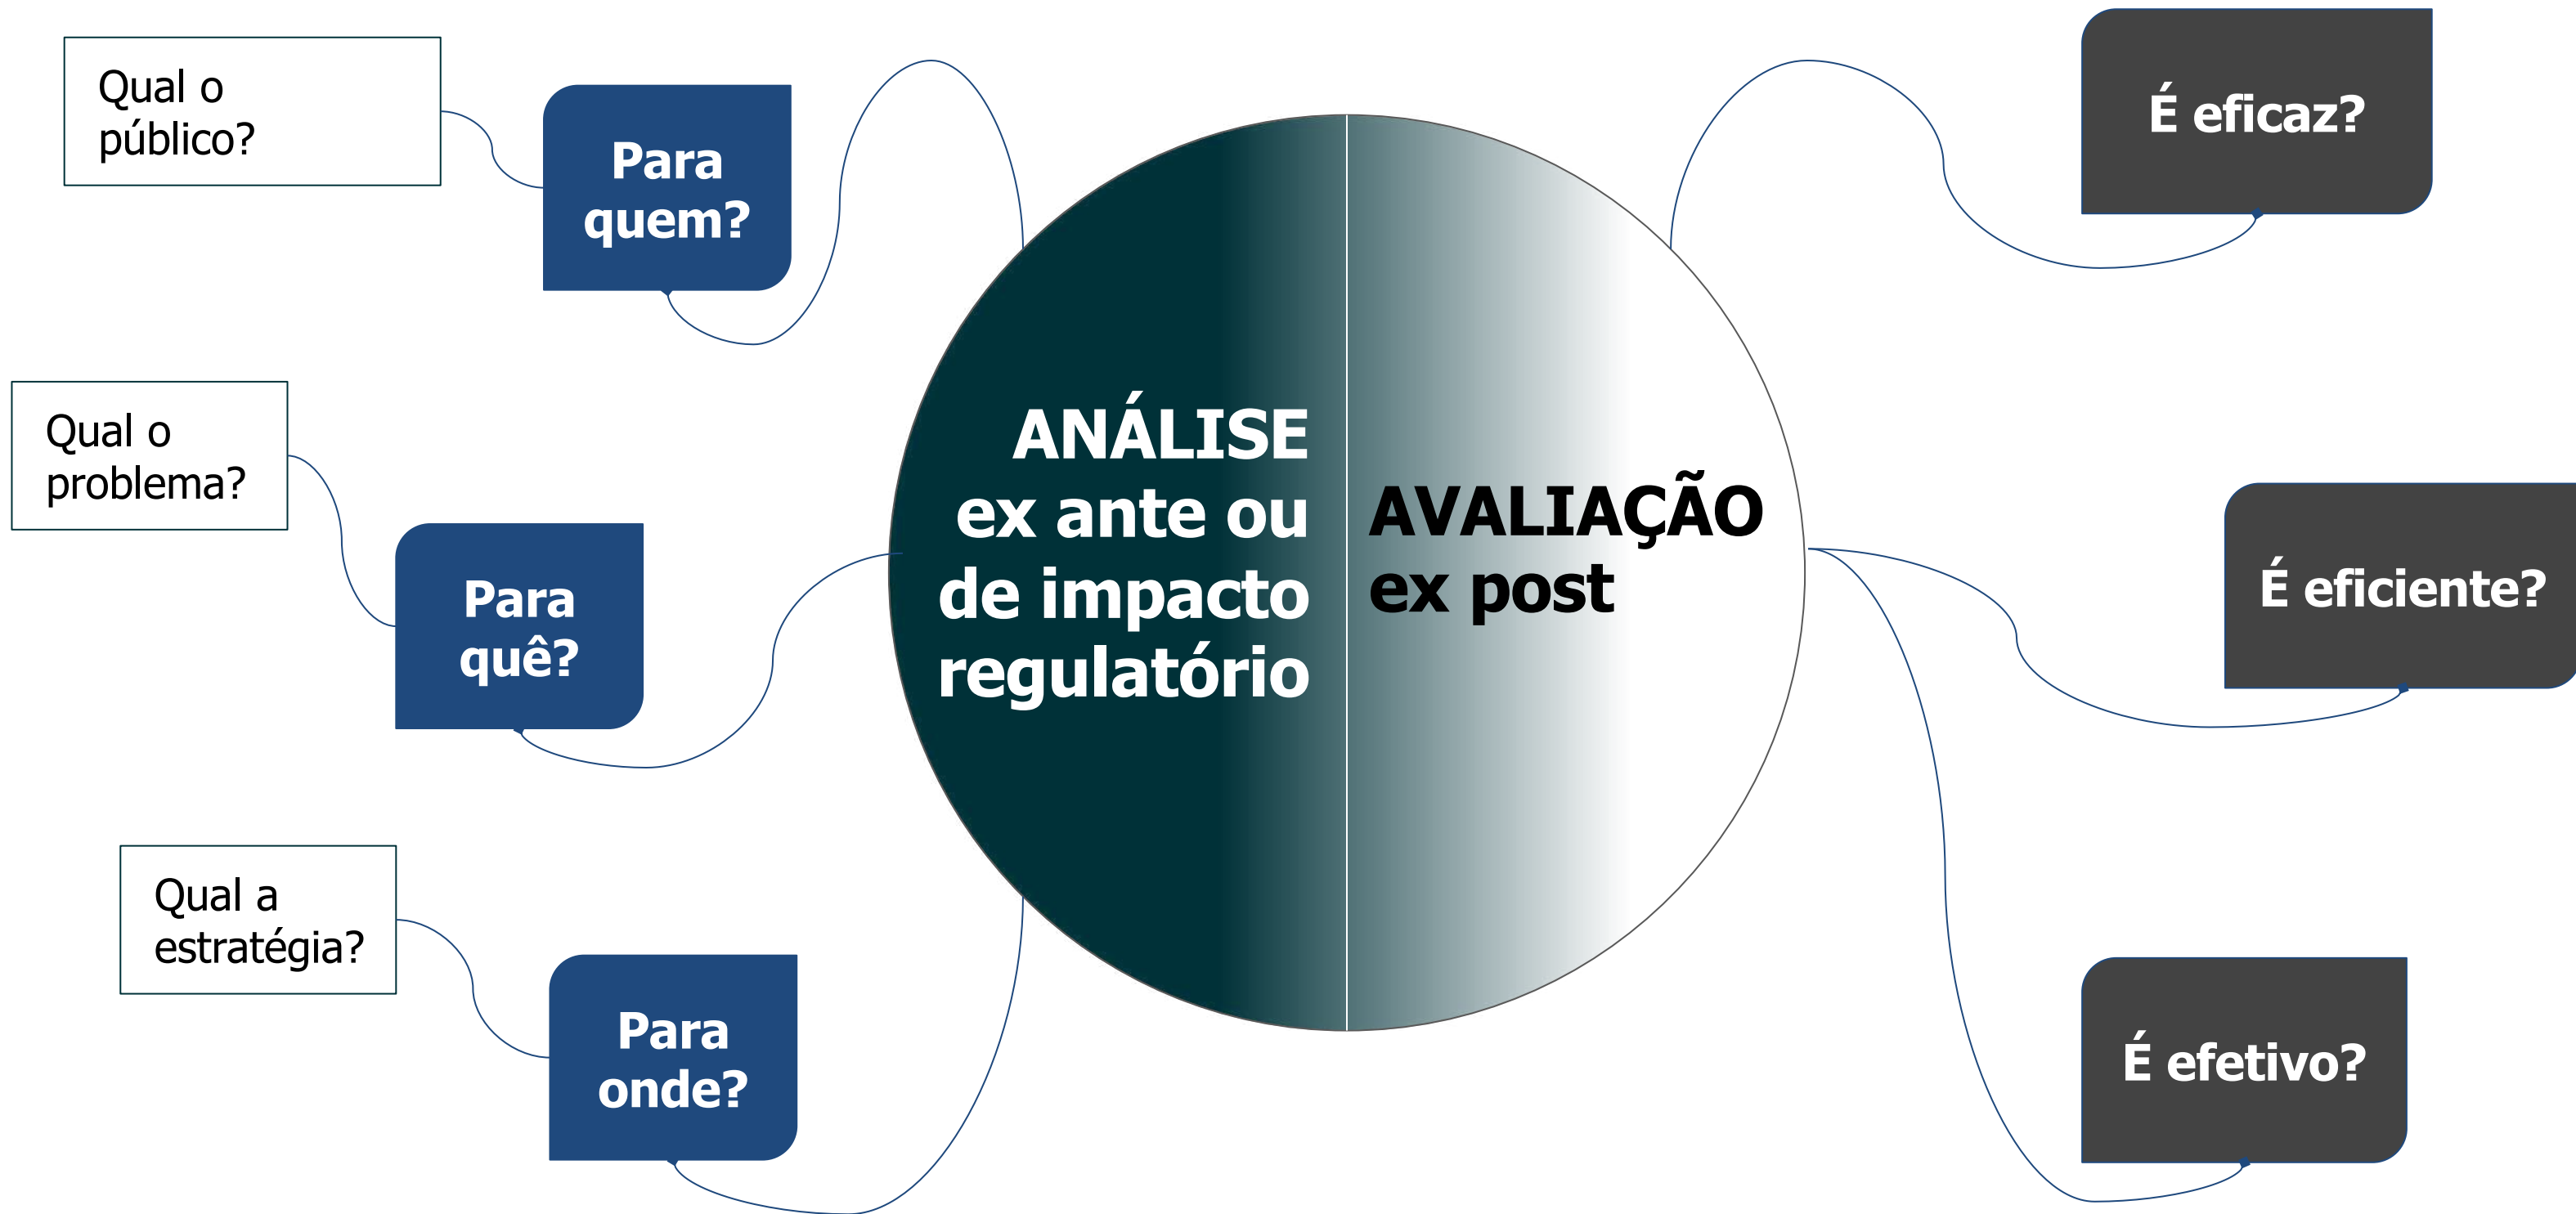 Qual o
público?
Para
quem?
Qual o
problema?
Para
quê?
Qual a
estratégia?
Para
onde?
ANÁLISE
ex ante ou
de impacto
regulatório
AVALIAÇÃO
ex post
É eficaz?
É eficiente?
É efetivo?